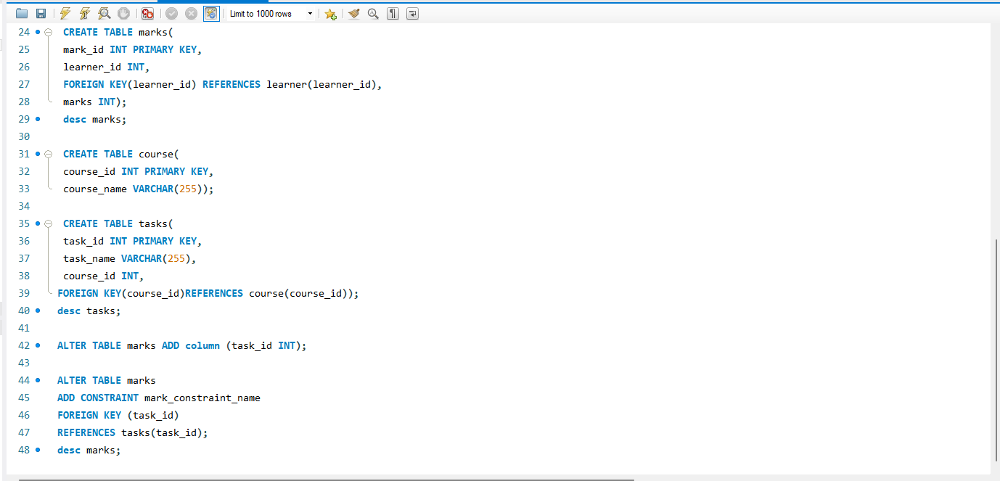 Limit to 1000 rows
24 CREATE TABLE marks(
25 mark_id INT PRIMARY KEY,
26 learner_id INT,
27 FOREIGN KEY(learner_id) REFERENCES learner(learner_id),
28 marks INT);
29 desc marks;
30
31 CREATE TABLE course(
32 course_id INT PRIMARY KEY,
33 course_name VARCHAR(255));
34
35 CREATE TABLE tasks(
36 task_id INT PRIMARY KEY,
37 task_name VARCHAR(255),
38 course_id INT,
39 FOREIGN KEY(course_id)REFERENCES course(course_id));
40 desc tasks;
41
42 ALTER TABLE marks ADD column (task_id INT);
43
44 ALTER TABLE marks
45 ADD CONSTRAINT mark_constraint_name
46 FOREIGN KEY (task_id)
47 REFERENCES tasks(task_id);
48 desc marks;